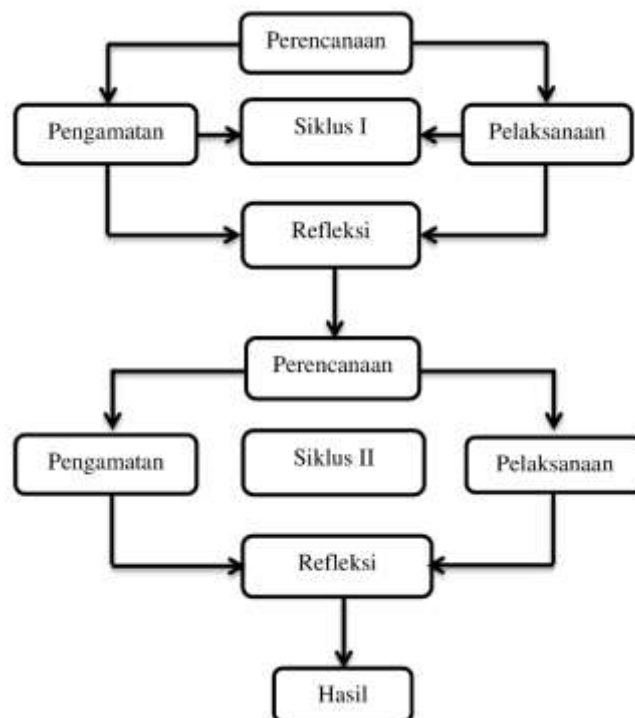 Perencanaan
Pengamatan
Siklus I
Pelaksanaan
Refleksi
Perencanaan
Pengamatan
Siklus II
Pelaksanaan
Refleksi
Hasil